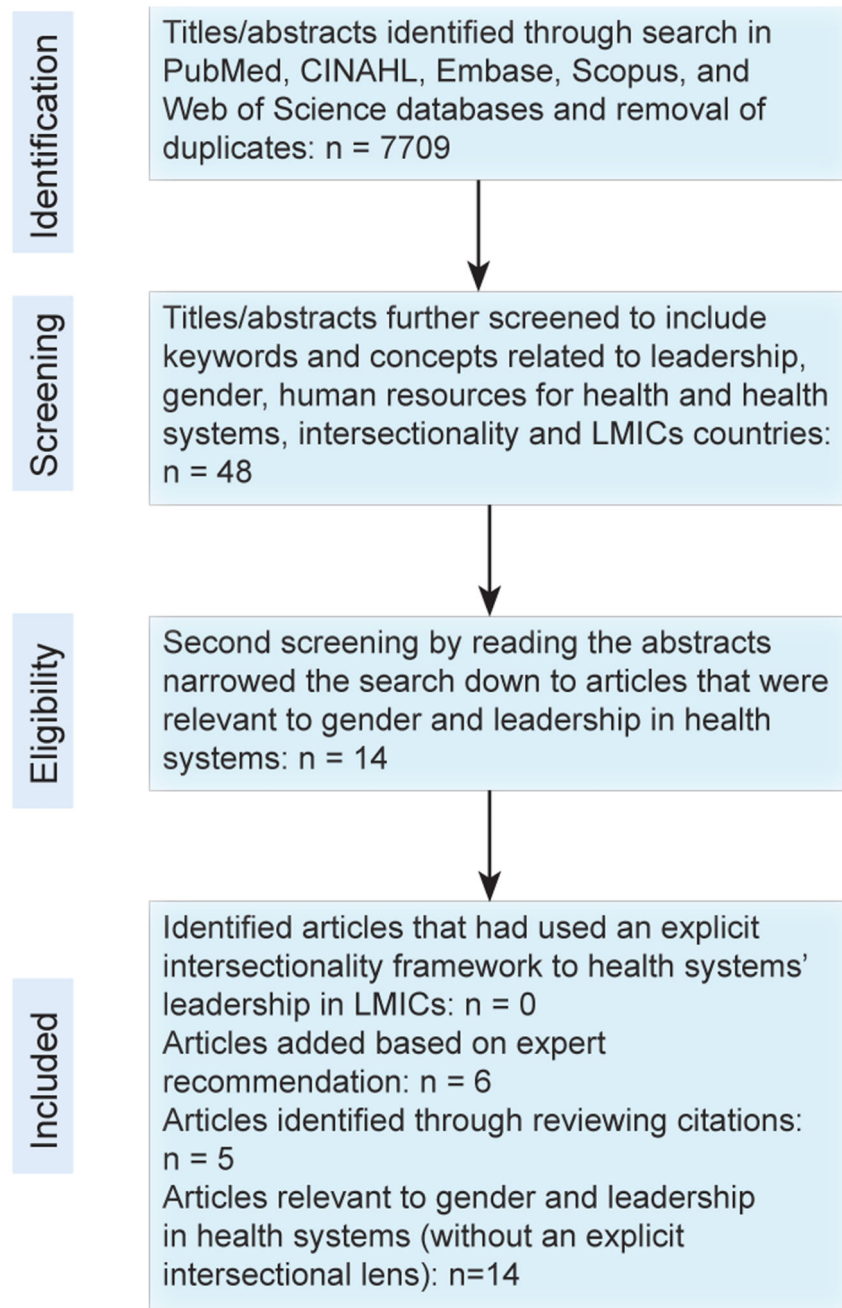 Identification
Titles/abstracts identified through search in
PubMed, CINAHL, Embase, Scopus, and
Web of Science databases and removal of
duplicates: n = 7709
Screening
Titles/abstracts further screened to include
keywords and concepts related to leadership,
gender, human resources for health and health
systems, intersectionality and LMICs countries:
n = 48
Eligibility
Second screening by reading the abstracts
narrowed the search down to articles that were
relevant to gender and leadership in health
systems: n = 14
Included
Identified articles that had used an explicit
intersectionality framework to health systems’
leadership in LMICs: n = 0
Articles added based on expert
recommendation: n = 6
Articles identified through reviewing citations:
n = 5
Articles relevant to gender and leadership
in health systems (without an explicit
intersectional lens): n=14